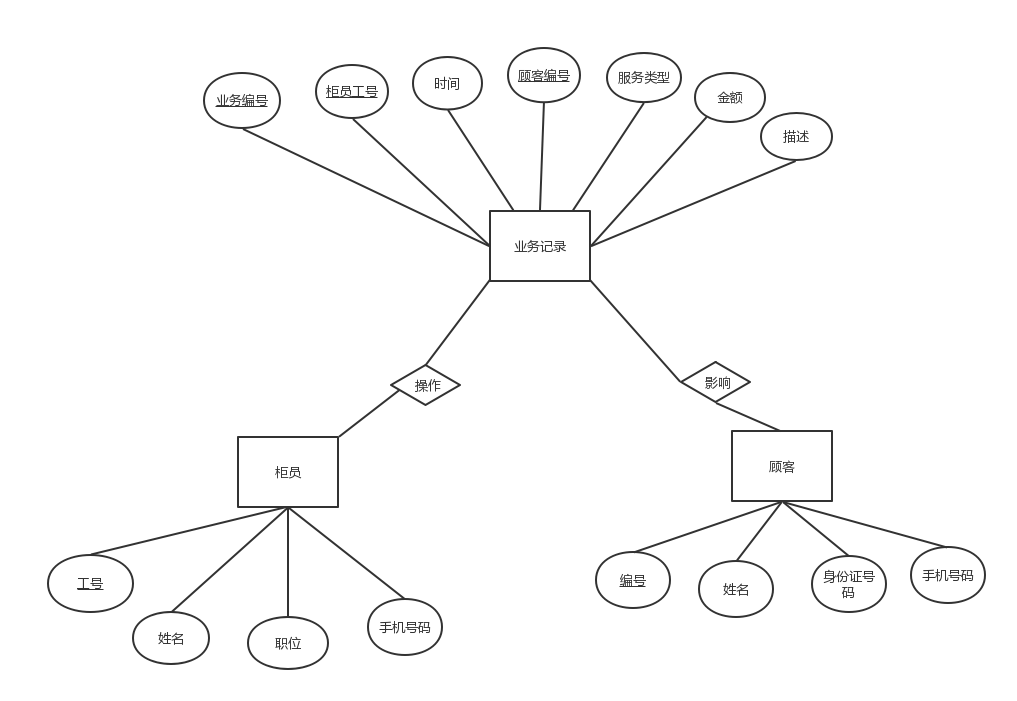 业务编号
柜员工号
时间
顾客编号
服务类型
金额
描述
业务记录
操作
影响
柜员
顾客
工号
姓名
职位
手机号码
编号
姓名
身份证号
码
手机号码